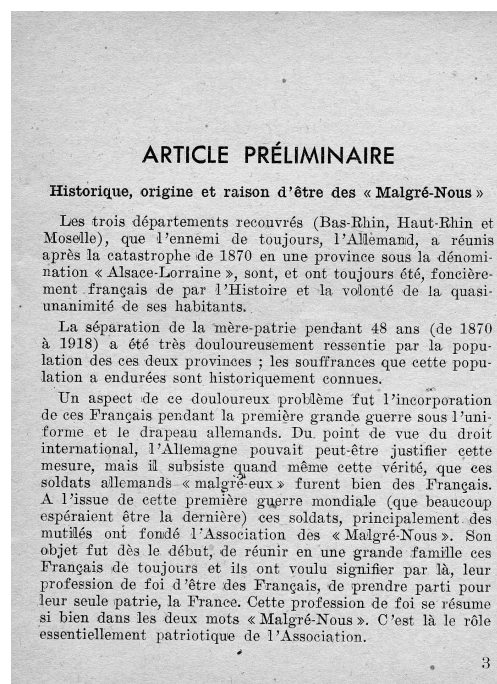 ARTICLE PRÉLIMINAIRE
Historique, origine et raison d'être des « Malgré-Nous »
Les trois départements recouvrés (Bas-Rhin, Haut-Rhin et
Moselle), que l'ennemi de toujours, l'Allemand, a réunis
après la catastrophe de 1870 en une province sous la dénomi-
nation « Alsace-Lorraine », sont, et ont toujours été, foncière-
ment français de par l'Histoire et la volonté de la quasi-
unanimité de ses habitants.
La séparation de la mère-patrie pendant 48 ans (de 1870
à 1918) a été très douloureusement ressentie par la popu-
lation des ces deux provinces ; les souffrances que cette popu-
lation a endurées sont historiquement connues.
Un aspect de ce douloureux problème fut l'incorporation
de ces Français pendant la première grande guerre sous l'uni-
forme et le drapeau allemands. Du point de vue du droit
international, l'Allemagne pouvait peut-être justifier cette
mesure, mais il subsiste quand même cette vérité, que ces
soldats allemands « malgré-eux » furent bien des Français.
A l'issue de cette première guerre mondiale (que beaucoup
espéraient être la dernière) ces soldats, principalement des
mutilés ont fondé l'Association des « Malgré-Nous ». Son
objet fut dès le début, de réunir en une grande famille ces
Français de toujours et ils ont voulu signifier par là, leur
profession de foi d'être des Français, de prendre parti pour
leur seule patrie, la France. Cette profession de foi se résume
si bien dans les deux mots « Malgré-Nous ». C'est là le rôle
essentiellement patriotique de l'Association.
3